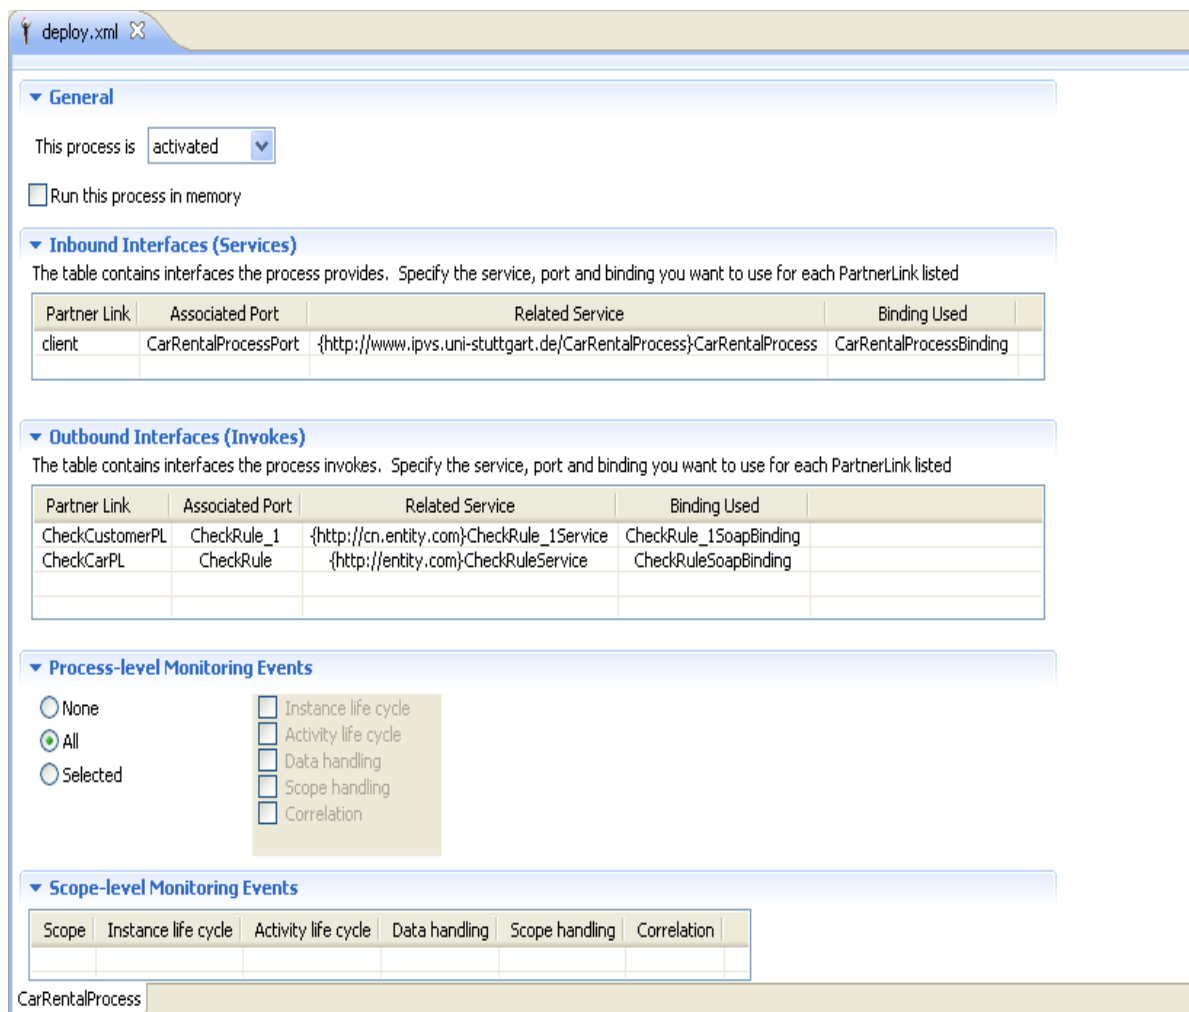 deploy.xml
General
This process is activated
Run this process in memory
Inbound Interfaces (Services)
The table contains interfaces the process provides. Specify the service, port and binding you want to use for each PartnerLink listed
Partner Link Associated Port Related Service Binding Used
client CarRentalProcessPort {http://www.ipvs.uni-stuttgart.de/CarRentalProcess}CarRentalProcess CarRentalProcessBinding
Outbound Interfaces (Invokes)
The table contains interfaces the process invokes. Specify the service, port and binding you want to use for each PartnerLink listed
Partner Link Associated Port Related Service Binding Used
CheckCustomerPL CheckRule_1 {http://cn.entity.com}CheckRule_1Service CheckRule_1SoapBinding
CheckCarPL CheckRule {http://entity.com}CheckRuleService CheckRuleSoapBinding
Process-level Monitoring Events
None Instance life cycle
Activity life cycle
All
Data handling
Selected Scope handling
Correlation
Scope-level Monitoring Events
Scope Instance life cycle Activity life cycle Data handling Scope handling Correlation
CarRentalProcess